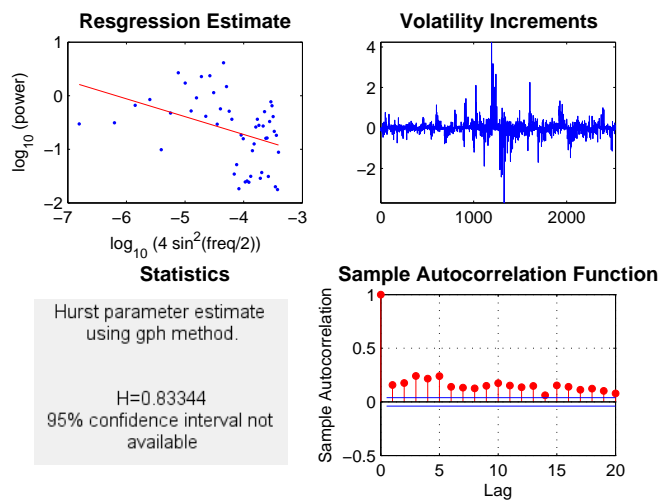 Resgression Estimate
1
0
−1
−2
−7
−6
−5
−4
−3
log10 (power)
log10 (4 sin2(freq/2))
Volatility Increments
4
2
0
−2
0
1000
2000
Statistics
Hurst parameter estimate
using gph method.
H=0.83344
95% confidence interval not
available
Sample Autocorrelation Function
1
0.5
0
−0.5
0
5
10
15
20
Sample Autocorrelation
Lag